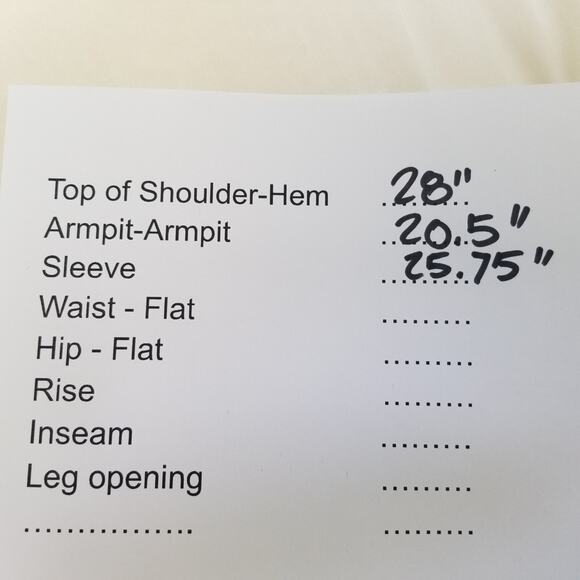 Top of Shoulder-Hem 28"
Armpit-Armpit 20.5"
Sleeve 25.75"
Waist - Flat .........
Hip - Flat .........
Rise .........
Inseam .........
Leg opening .........
................ .........